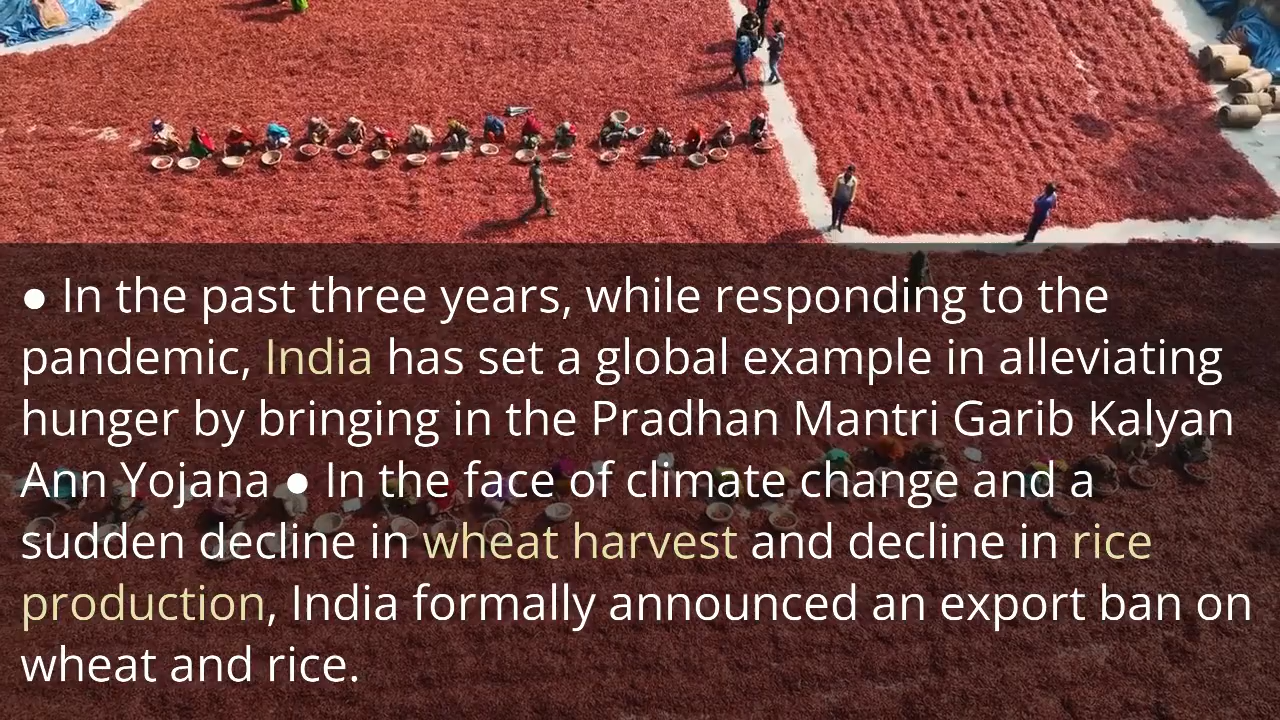 ● In the past three years, while responding to the
pandemic, India has set a global example in alleviating
hunger by bringing in the Pradhan Mantri Garib Kalyan
Ann Yojana ● In the face of climate change and a
sudden decline in wheat harvest and decline in rice
production, India formally announced an export ban on
wheat and rice.